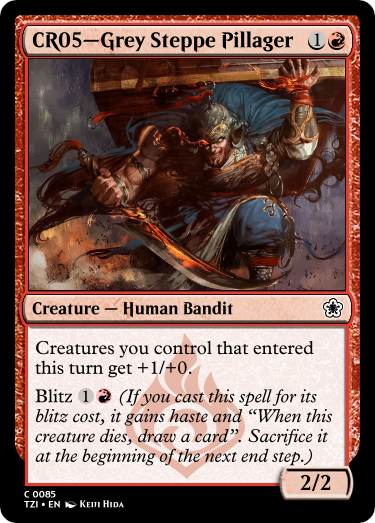 CR05—Grey Steppe Pillager 1
Creature — Human Bandit
Creatures you control that entered
this turn get +1/+0.
Blitz 1 (If you cast this spell for its
blitz cost, it gains haste and “When this
creature dies, draw a card”. Sacrifice it
at the beginning of the next end step.)
2/2
C 0085
TZI • EN Keiji Hida